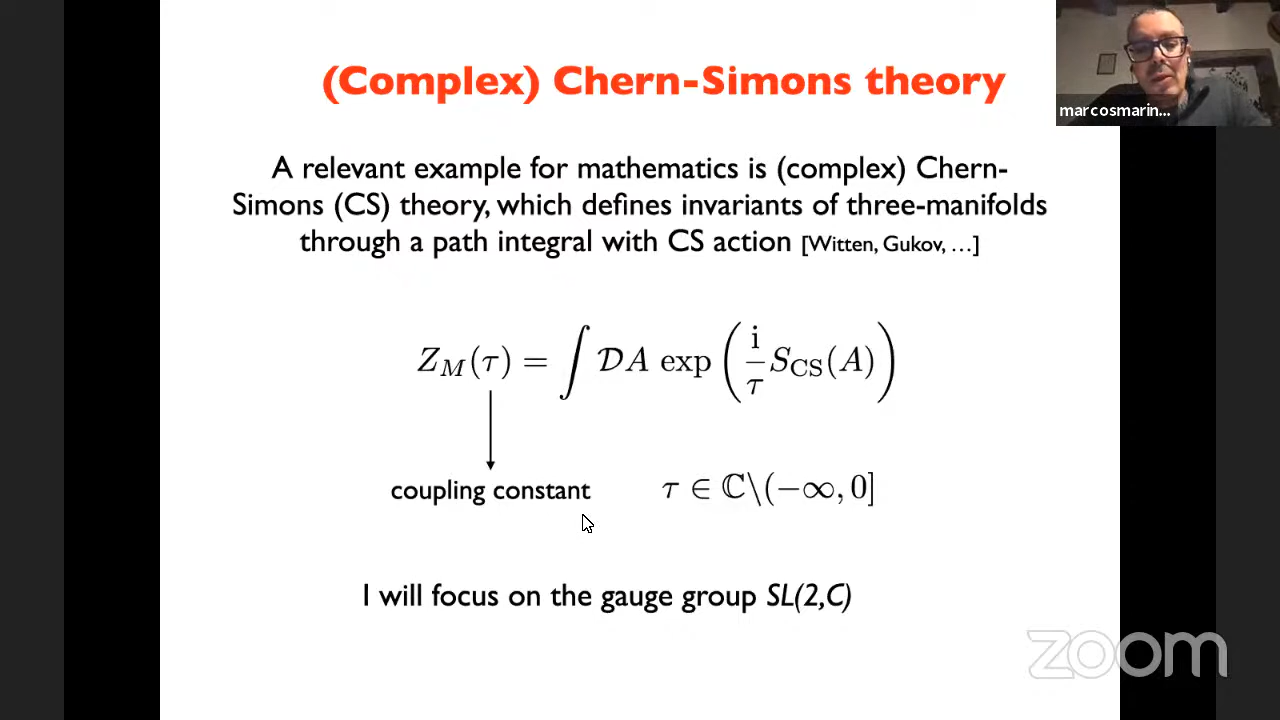 (Complex) Chern-Simons theory
marcosmarin...
A relevant example for mathematics is (complex) Chern-
Simons (CS) theory, which defines invariants of three-manifolds
through a path integral with CS action [Witten, Gukov, …]
Z_M(τ) = ∫ 𝒟A exp ( i/τ S_CS(A) )
coupling constant τ ∈ ℂ\(−∞, 0]
I will focus on the gauge group SL(2,C)
zoom